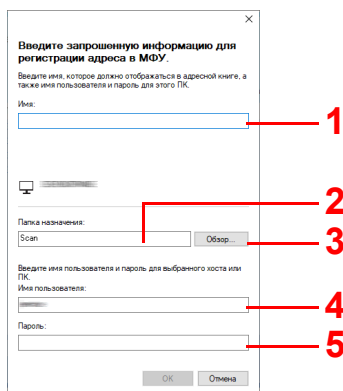 Введите запрошенную информацию для
регистрации адреса в МФУ.
Введите имя, которое должно отображаться в адресной книге, а
также имя пользователя и пароль для этого ПК.
Имя:
1
2
Папка назначения:
Scan
Обзор...
3
Введите имя пользователя и пароль для выбранного хоста или
ПК.
Имя пользователя:
4
Пароль:
5
OK
Отмена